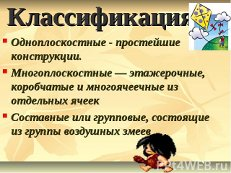 Классификация
Одноплоскостные - простейшие
конструкции.
Многоплоскостные — этажерочные,
коробчатые и многоячеечные из
отдельных ячеек
Составные или групповые, состоящие
из группы воздушных змеев